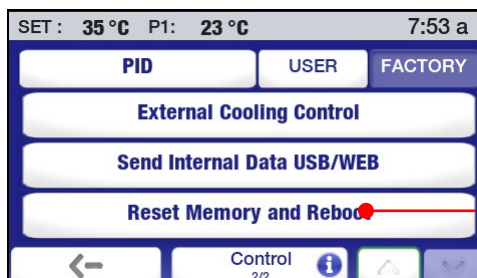 SET : 35 °C P1: 23 °C 7:53 a
PID USER FACTORY
External Cooling Control
Send Internal Data USB/WEB
Reset Memory and Reboo
Control
2/2